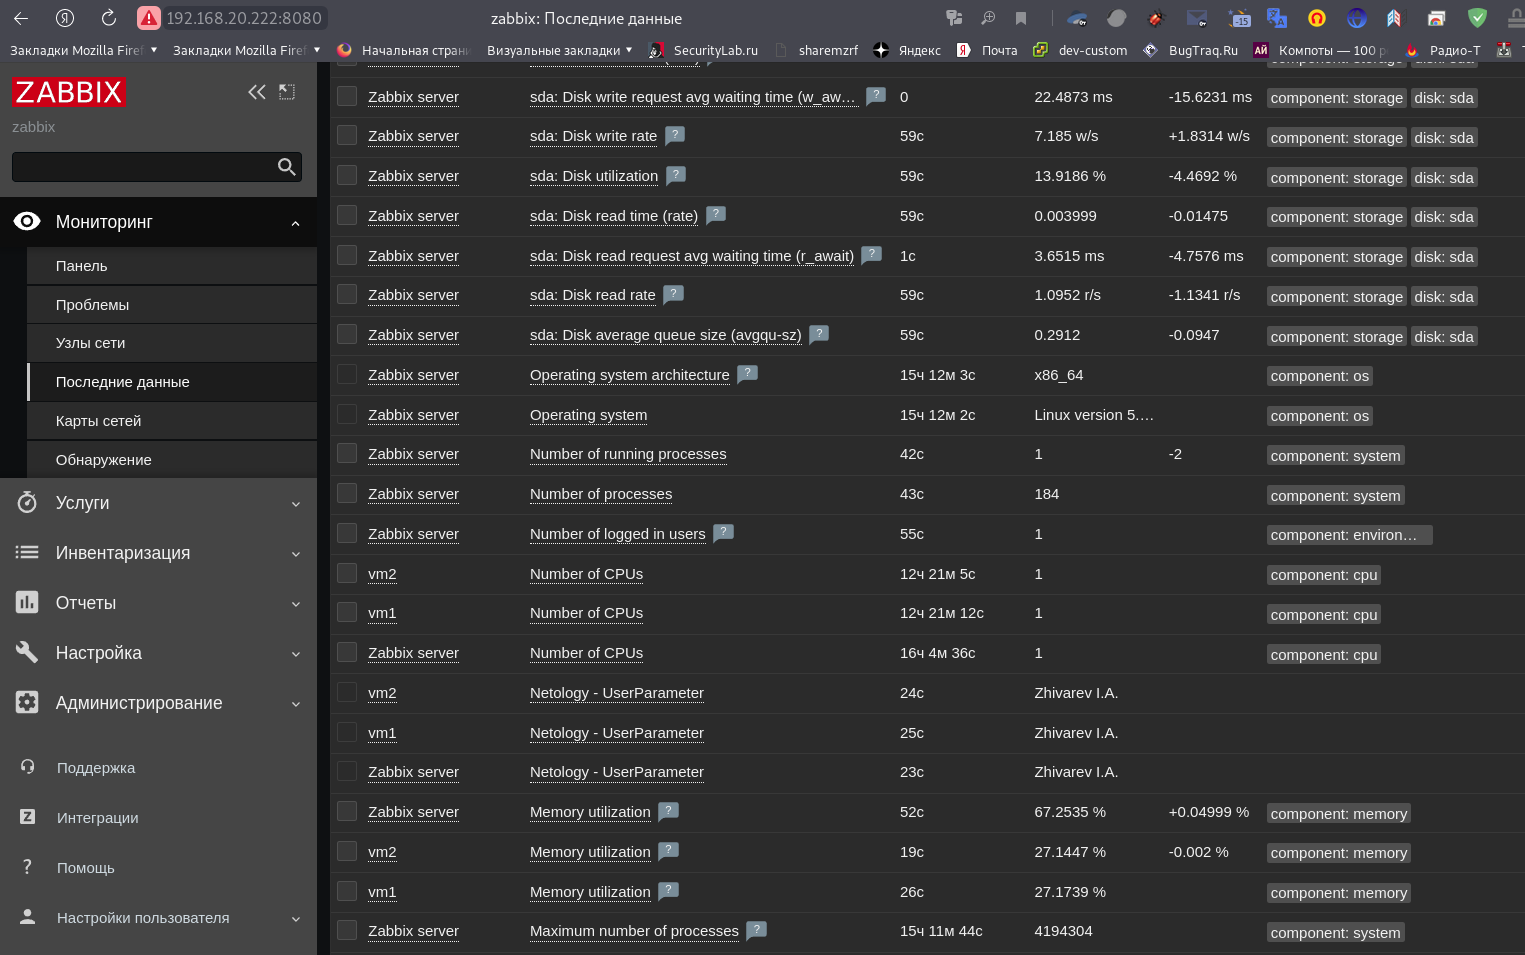 192.168.20.222:8080 zabbix: Последние данные -15
Закладки Mozilla Firef Закладки Mozilla Firef Начальная страни Визуальные закладки SecurityLab.ru sharemzrf Яндекс Почта dev-custom BugTraq.Ru Компоты — 100 р Радио-Т
ZABBIX
zabbix
Мониторинг
Панель
Проблемы
Узлы сети
Последние данные
Карты сетей
Обнаружение
Услуги
Инвентаризация
Отчеты
Настройка
Администрирование
Поддержка
Интеграции
Помощь
Настройки пользователя
component: storage disk: sda
Zabbix server sda: Disk write request avg waiting time (w_aw… ? 0 22.4873 ms -15.6231 ms component: storage disk: sda
Zabbix server sda: Disk write rate ? 59с 7.185 w/s +1.8314 w/s component: storage disk: sda
Zabbix server sda: Disk utilization ? 59с 13.9186 % -4.4692 % component: storage disk: sda
Zabbix server sda: Disk read time (rate) ? 59с 0.003999 -0.01475 component: storage disk: sda
Zabbix server sda: Disk read request avg waiting time (r_await) ? 1с 3.6515 ms -4.7576 ms component: storage disk: sda
Zabbix server sda: Disk read rate ? 59с 1.0952 r/s -1.1341 r/s component: storage disk: sda
Zabbix server sda: Disk average queue size (avgqu-sz) ? 59с 0.2912 -0.0947 component: storage disk: sda
Zabbix server Operating system architecture ? 15ч 12м 3с x86_64 component: os
Zabbix server Operating system 15ч 12м 2с Linux version 5.… component: os
Zabbix server Number of running processes 42с 1 -2 component: system
Zabbix server Number of processes 43с 184 component: system
Zabbix server Number of logged in users ? 55с 1 component: environ…
vm2 Number of CPUs 12ч 21м 5с 1 component: cpu
vm1 Number of CPUs 12ч 21м 12с 1 component: cpu
Zabbix server Number of CPUs 16ч 4м 36с 1 component: cpu
vm2 Netology - UserParameter 24с Zhivarev I.A.
vm1 Netology - UserParameter 25с Zhivarev I.A.
Zabbix server Netology - UserParameter 23с Zhivarev I.A.
Zabbix server Memory utilization ? 52с 67.2535 % +0.04999 % component: memory
vm2 Memory utilization ? 19с 27.1447 % -0.002 % component: memory
vm1 Memory utilization ? 26с 27.1739 % component: memory
Zabbix server Maximum number of processes ? 15ч 11м 44с 4194304 component: system